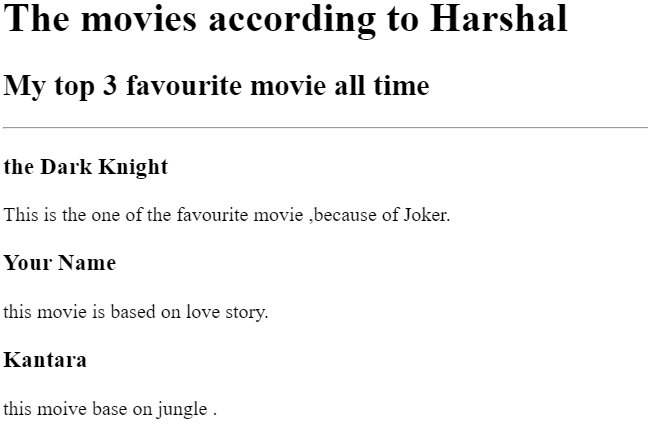 The movies according to Harshal
My top 3 favourite movie all time
the Dark Knight
This is the one of the favourite movie ,because of Joker.
Your Name
this movie is based on love story.
Kantara
this moive base on jungle .